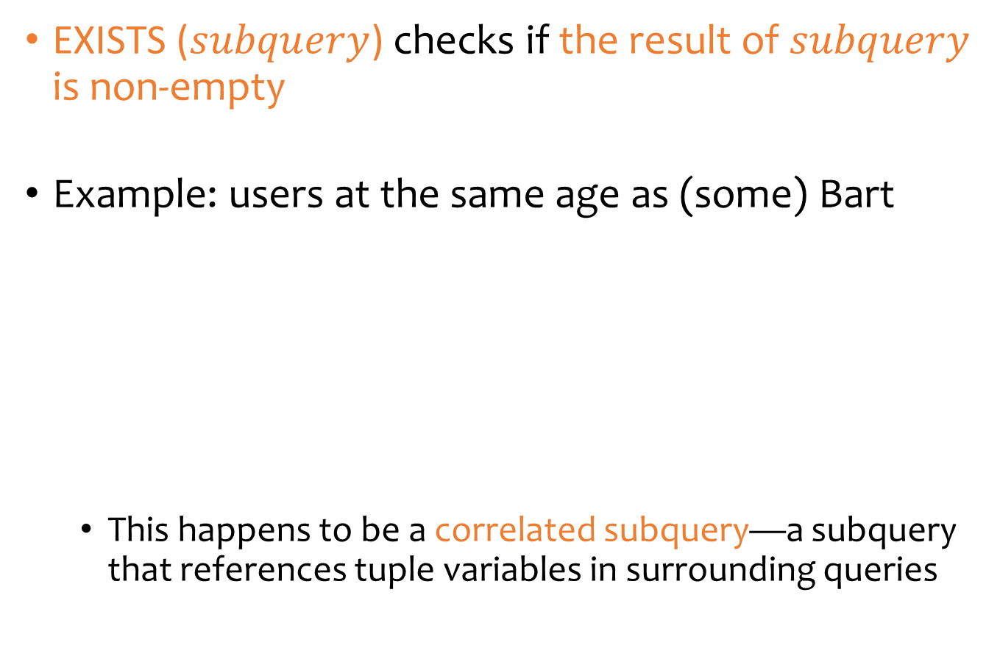 • EXISTS (subquery) checks if the result of subquery
is non-empty
• Example: users at the same age as (some) Bart
• This happens to be a correlated subquery—a subquery
that references tuple variables in surrounding queries